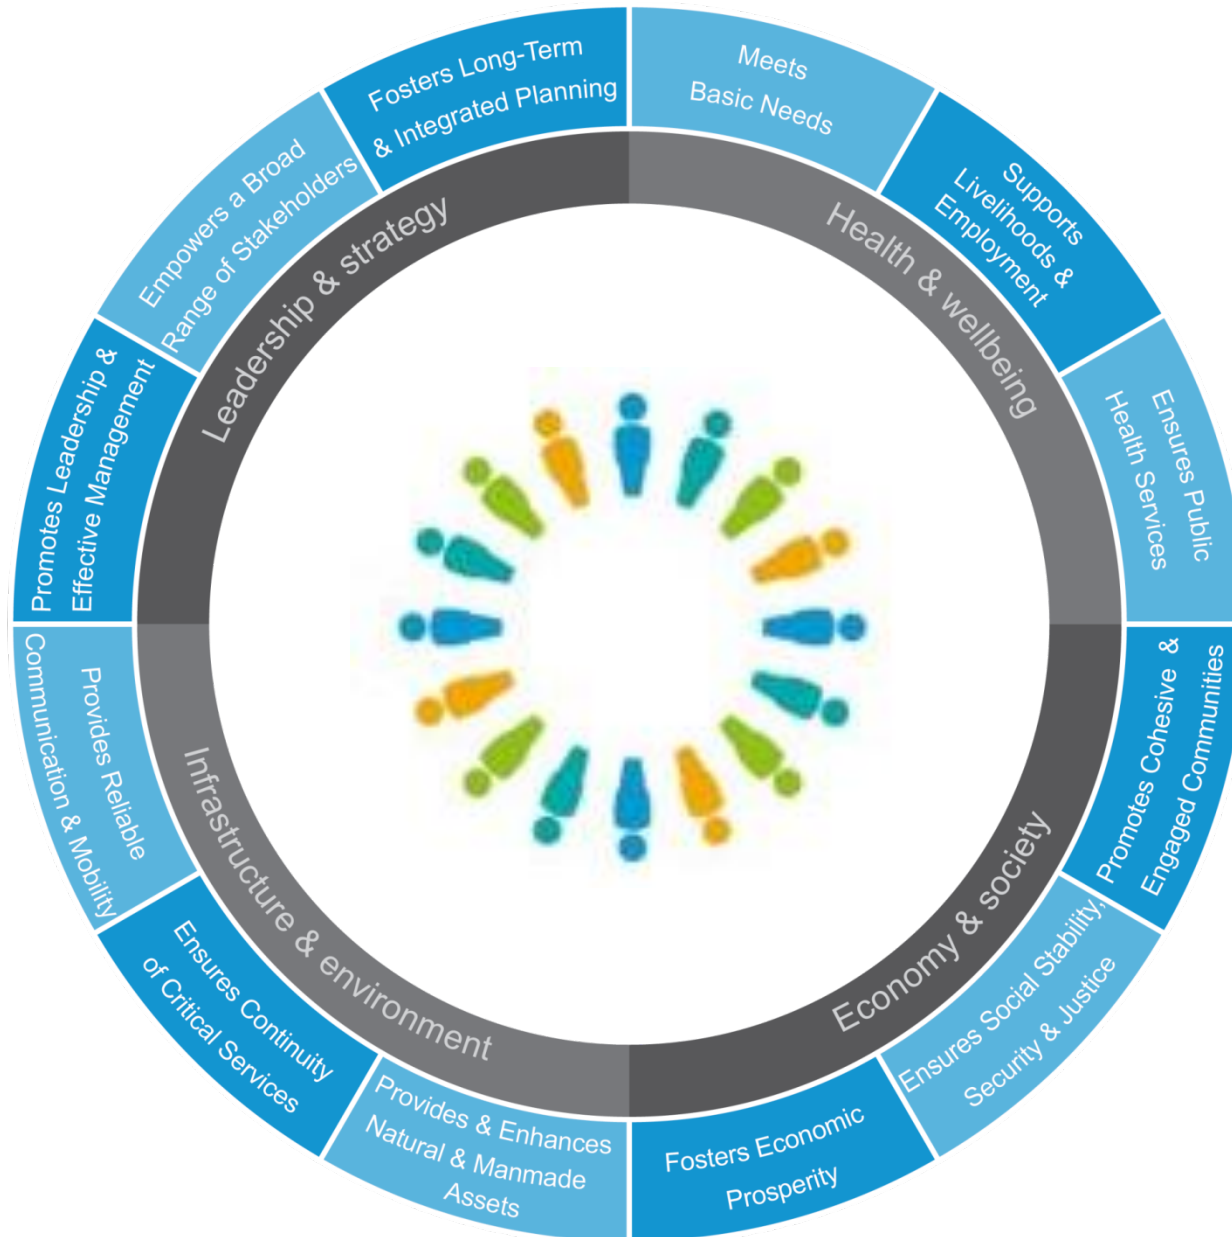 Fosters Long-Term
& Integrated Planning
Meets
Basic Needs
Supports
Livelihoods &
Employment
Ensures Public
Health Services
Promotes Cohesive &
Engaged Communities
Ensures Social Stability,
Security & Justice
Fosters Economic
Prosperity
Provides & Enhances
Natural & Manmade
Assets
Ensures Continuity
of Critical Services
Provides Reliable
Communication & Mobility
Promotes Leadership &
Effective Management
Empowers a Broad
Range of Stakeholders
Leadership & strategy
Health & wellbeing
Economy & society
Infrastructure & environment